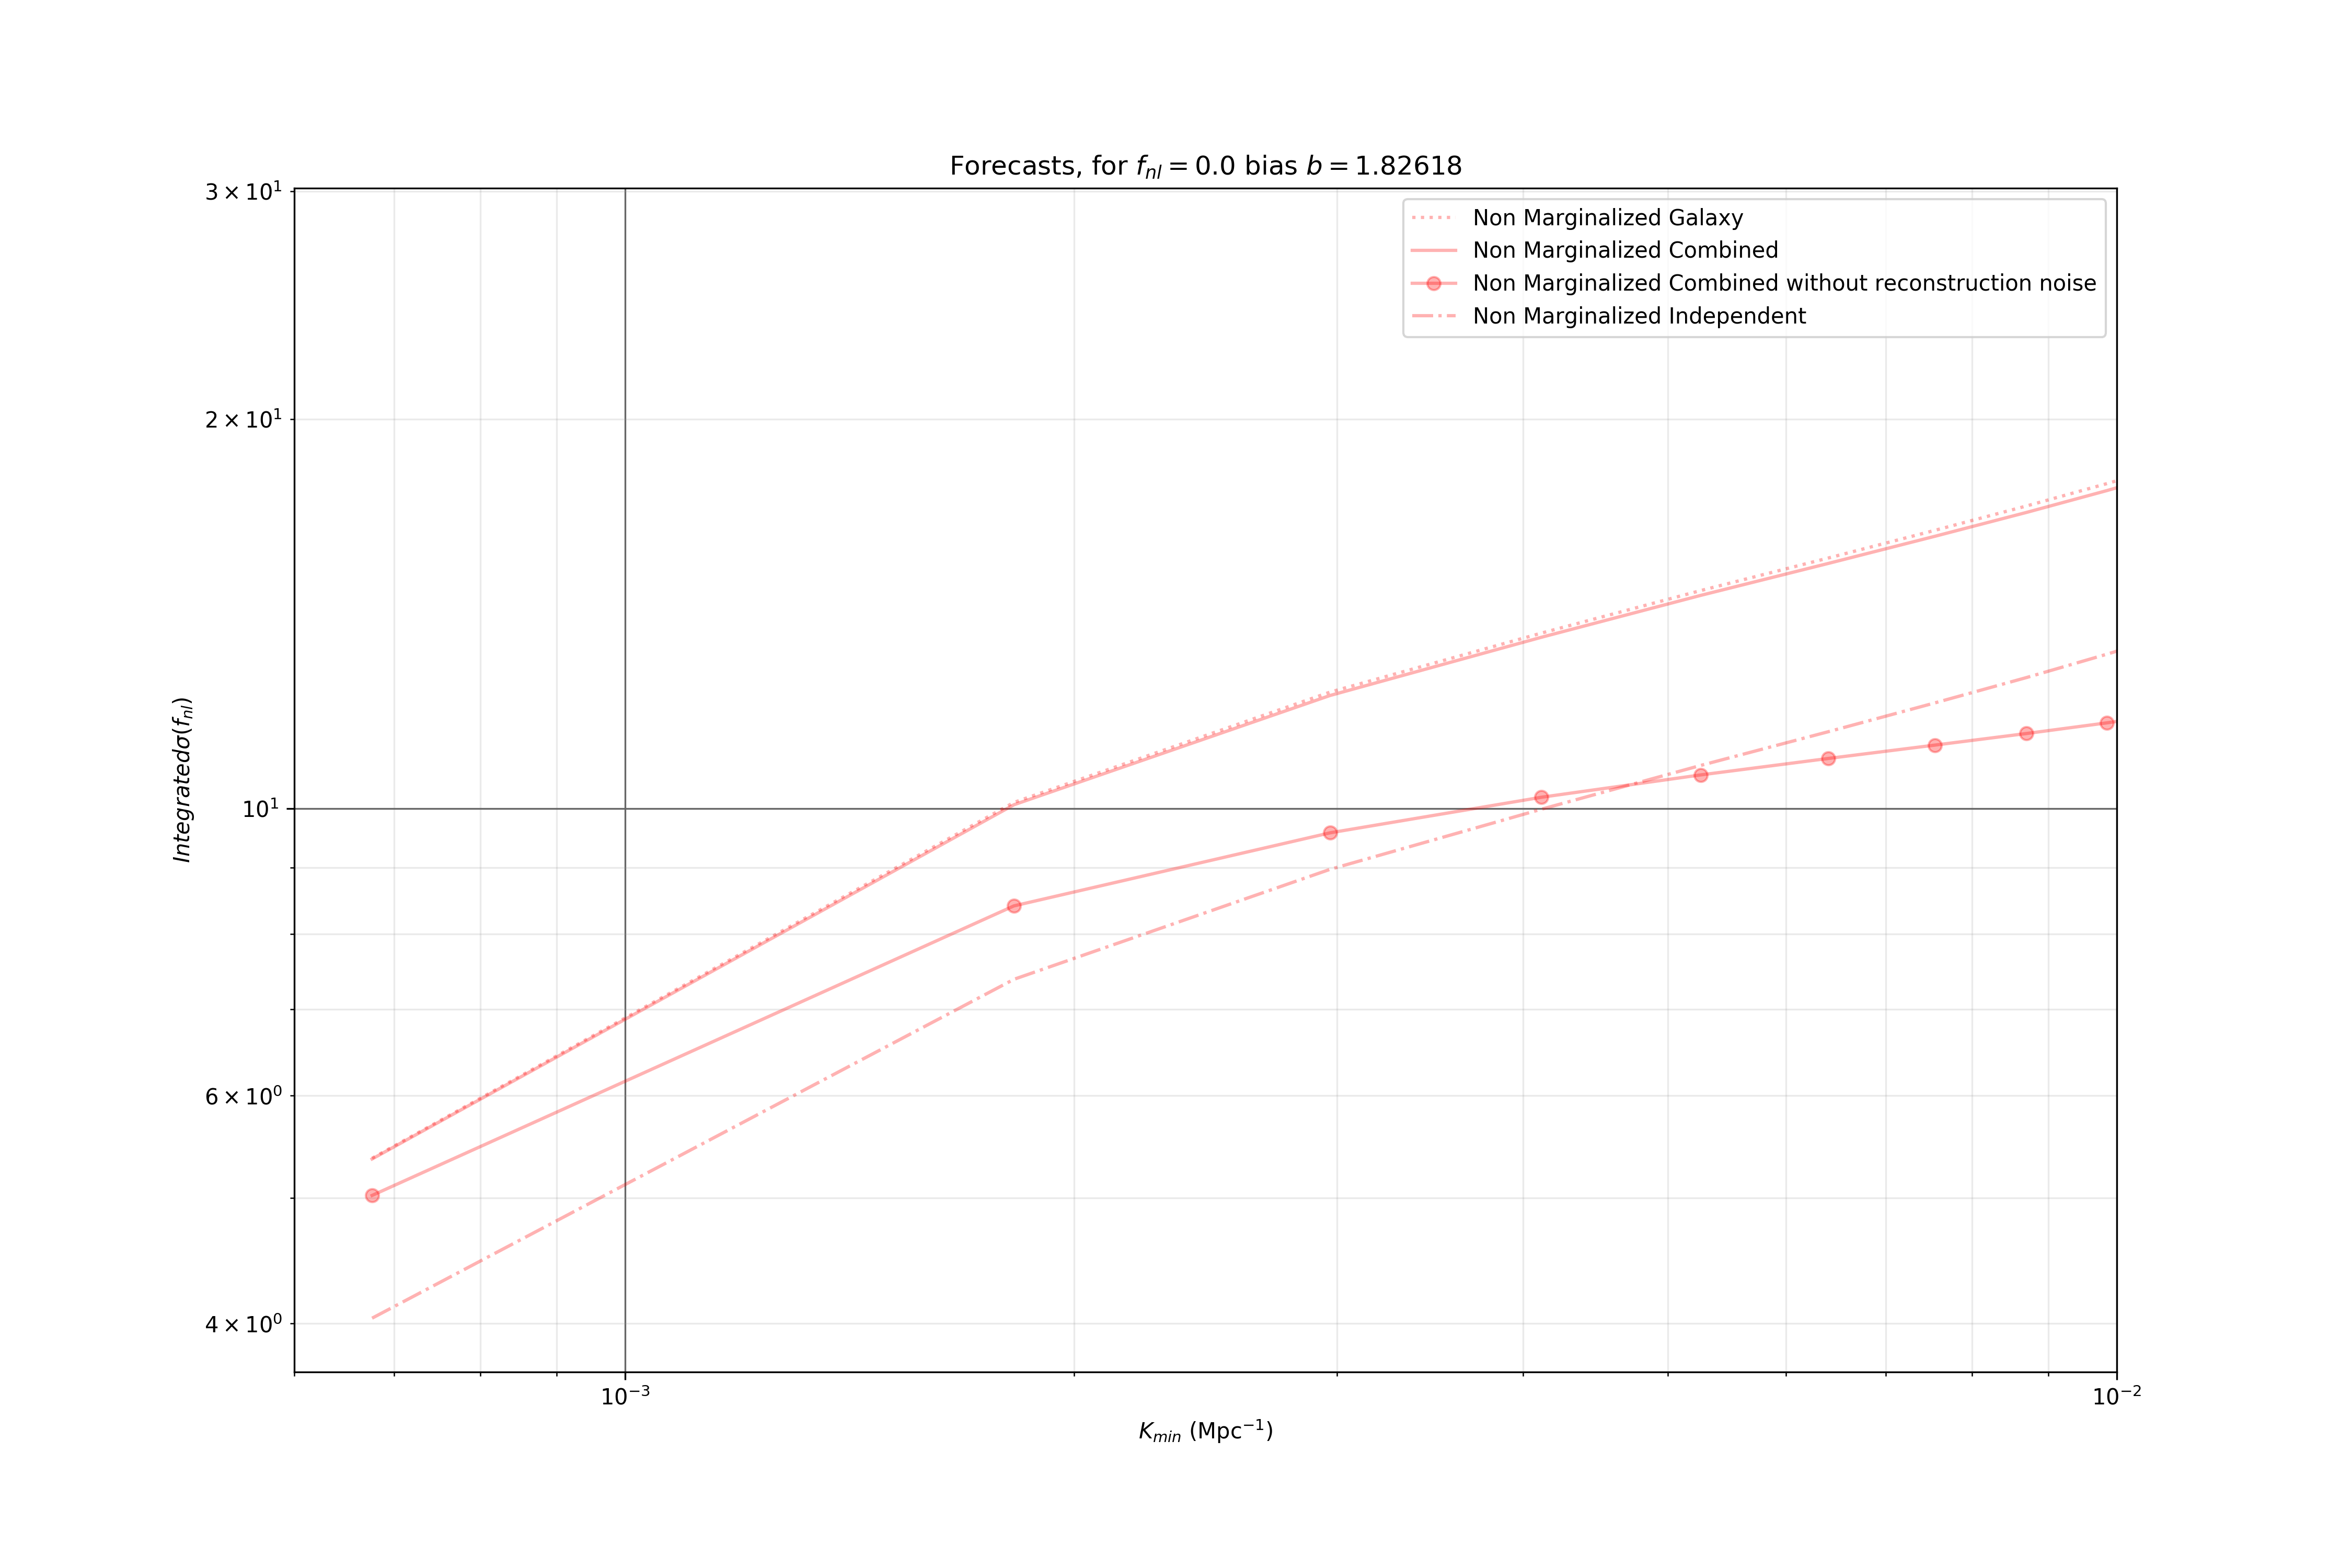 Forecasts, for $f_{nl} = 0.0$ bias $b = 1.82618$
$3 \times 10^1$
$2 \times 10^1$
$10^1$
$6 \times 10^0$
$4 \times 10^0$
$Integrated\sigma(f_{nl})$
Non Marginalized Galaxy
Non Marginalized Combined
Non Marginalized Combined without reconstruction noise
Non Marginalized Independent
$10^{-3}$
$10^{-2}$
$K_{min}$ (Mpc$^{-1}$)